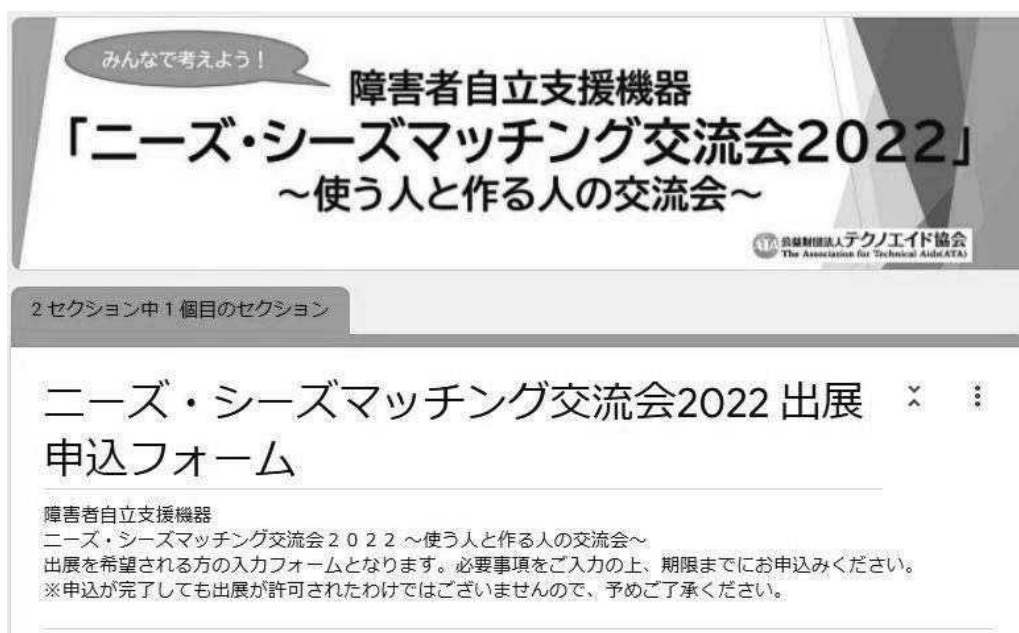 みんなで考えよう！
障害者自立支援機器
「ニーズ・シーズマッチング交流会2022」
～使う人と作る人の交流会～
ATA 公益財団法人テクノエイド協会
The Association for Technical Aids(ATA)
2 セクション中 1 個目のセクション
ニーズ・シーズマッチング交流会2022 出展
申込フォーム
障害者自立支援機器
ニーズ・シーズマッチング交流会２０２２～使う人と作る人の交流会～
出展を希望される方の入力フォームとなります。必要事項をご入力の上、期限までにお申込みください。
※申込が完了しても出展が許可されたわけではございませんので、予めご了承ください。